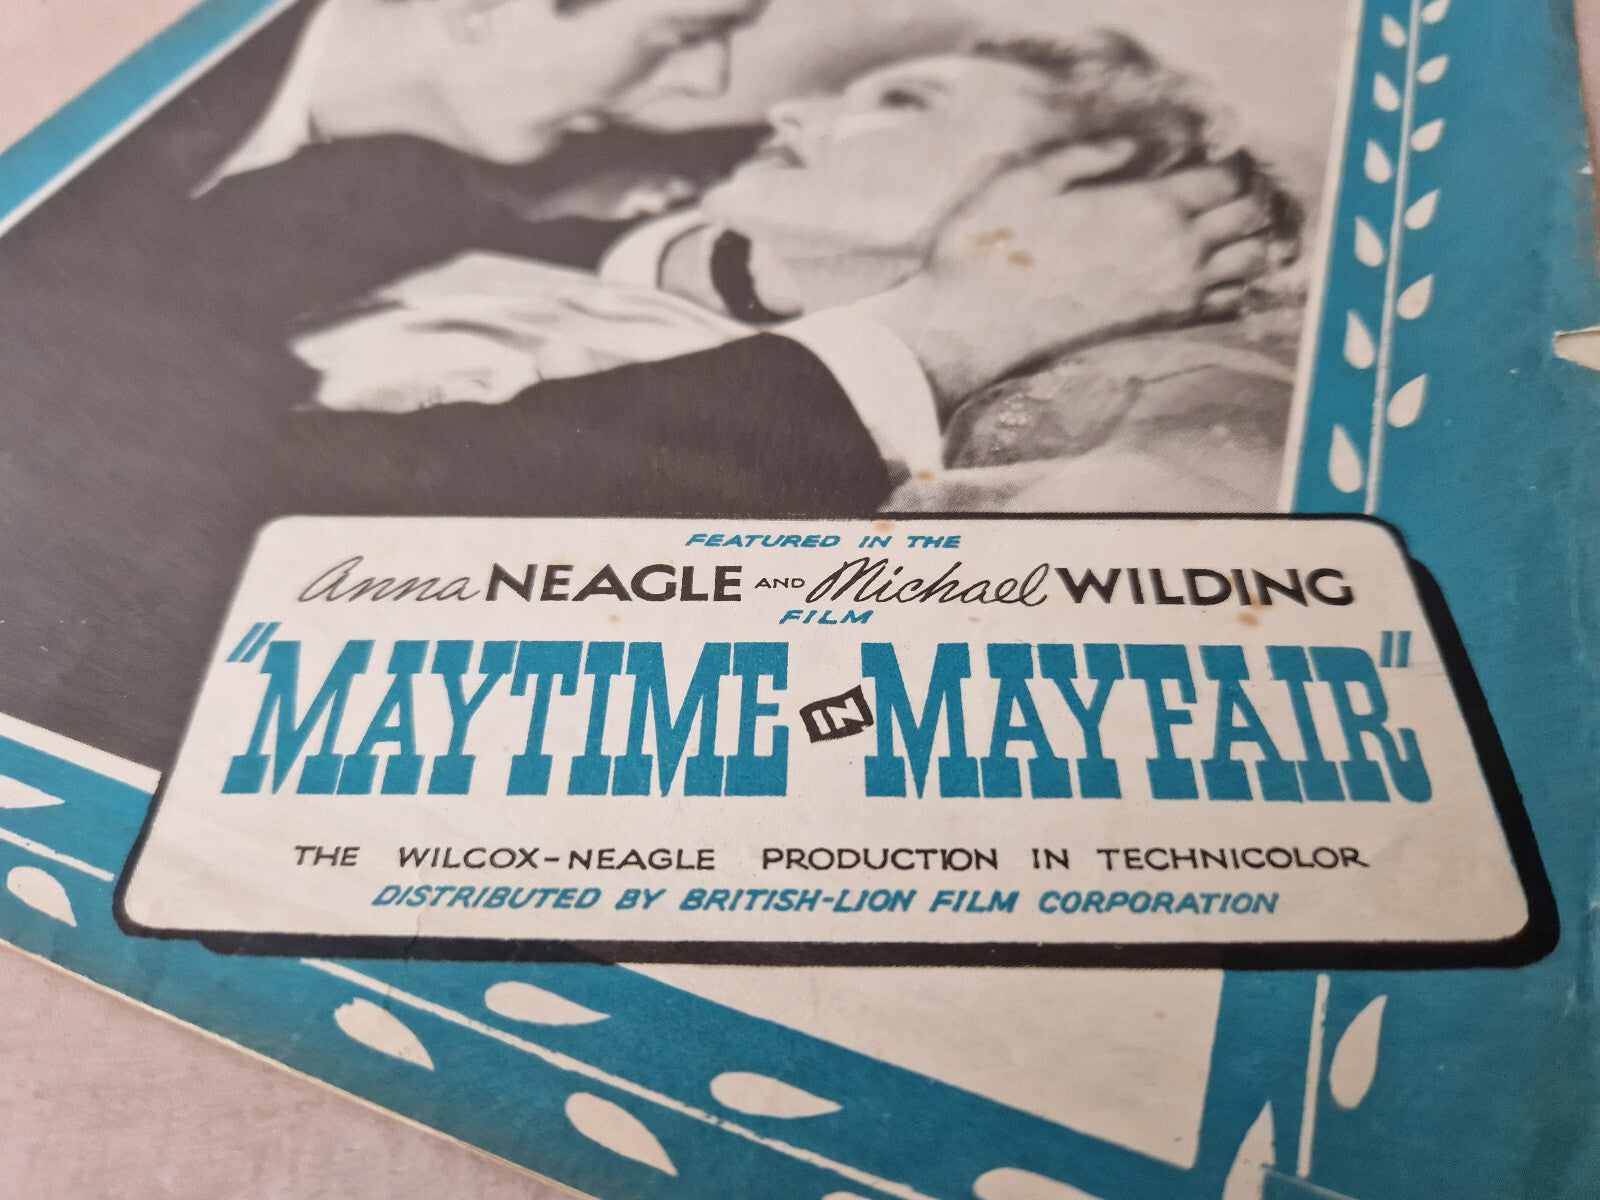 FEATURED IN THE
Anna NEAGLE AND Michael WILDING
FILM
"MAYTIME IN MAYFAIR"
THE WILCOX-NEAGLE PRODUCTION IN TECHNICOLOR
DISTRIBUTED BY BRITISH-LION FILM CORPORATION